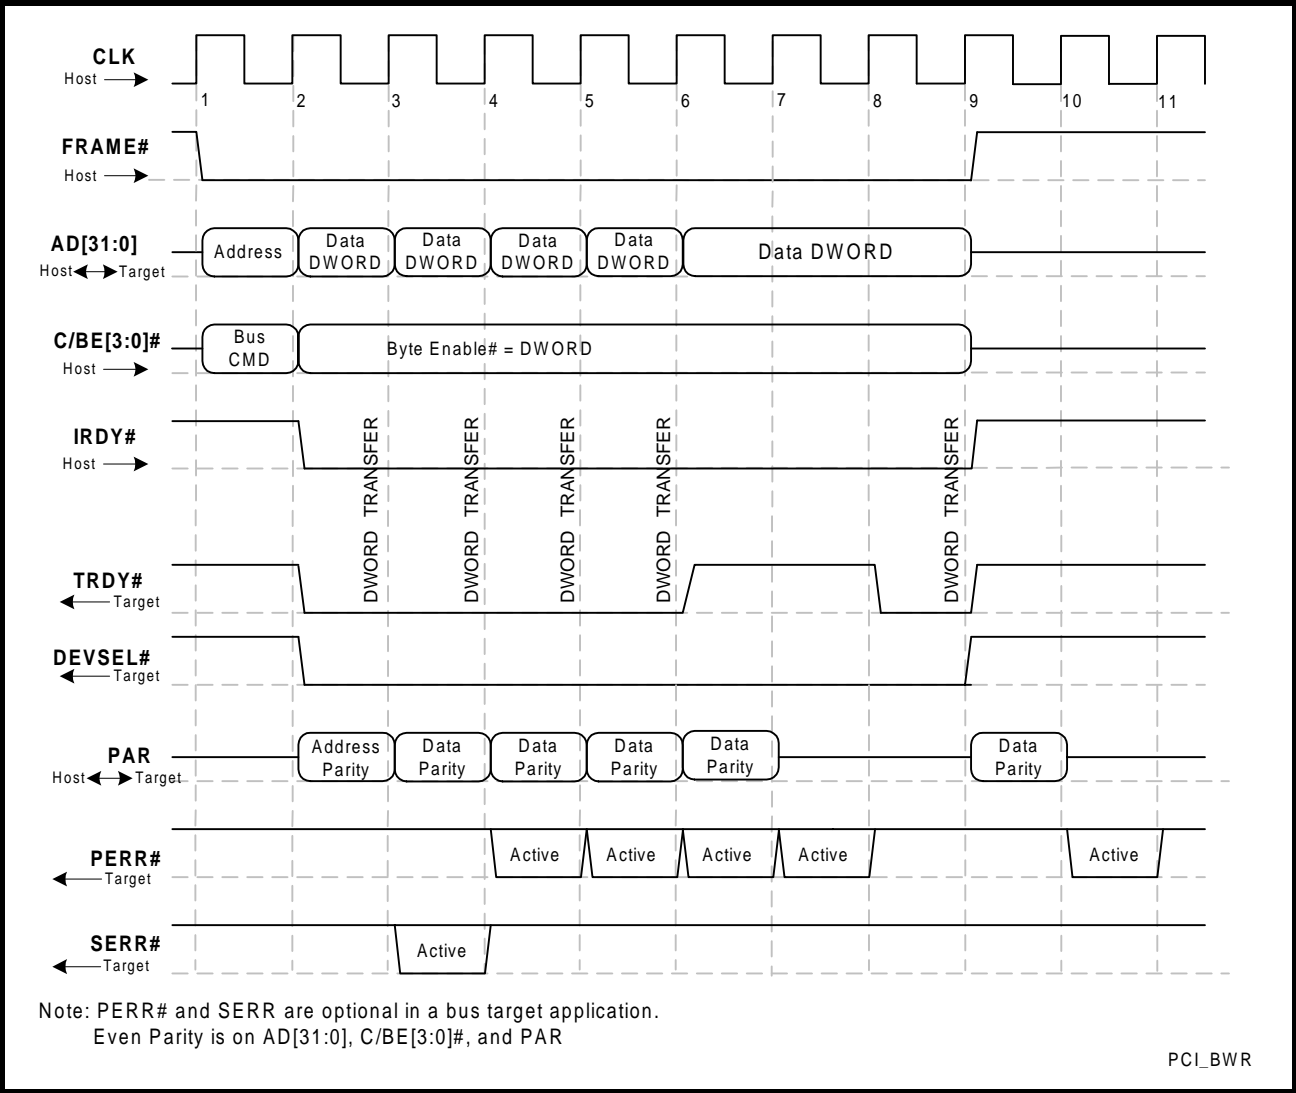 CLK
Host
1 2 3 4 5 6 7 8 9 10 11
FRAME#
Host
AD[31:0]
Host Target
Address
Data
DWORD
Data
DWORD
Data
DWORD
Data
DWORD
Data DWORD
C/BE[3:0]#
Host
Bus
CMD
Byte Enable# = DWORD
IRDY#
Host
DWORD TRANSFER
DWORD TRANSFER
DWORD TRANSFER
DWORD TRANSFER
DWORD TRANSFER
TRDY#
Target
DEVSEL#
Target
PAR
Host Target
Address
Parity
Data
Parity
Data
Parity
Data
Parity
Data
Parity
Data
Parity
PERR#
Target
Active
Active
Active
Active
Active
SERR#
Target
Active
Note: PERR# and SERR are optional in a bus target application.
Even Parity is on AD[31:0], C/BE[3:0]#, and PAR
PCI_BWR